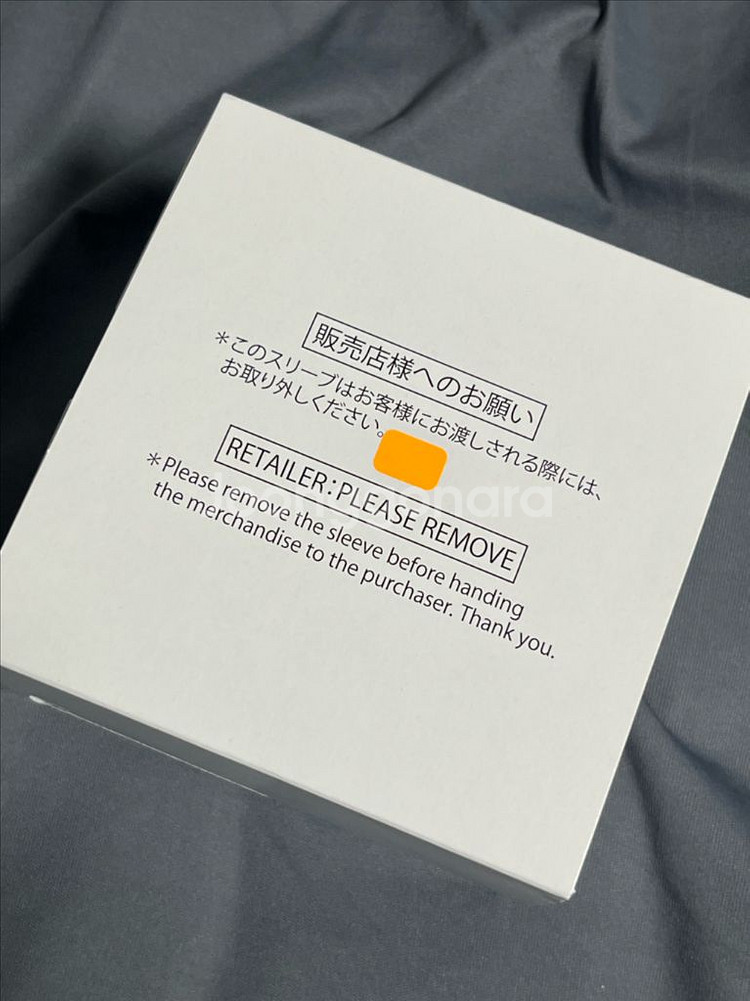 販売店様へのお願い
＊このスリーブはお客様にお渡しされる際には、
お取り外しください。
RETAILER:PLEASE REMOVE
＊Please remove the sleeve before handing
the merchandise to the purchaser. Thank you.
joonggonara